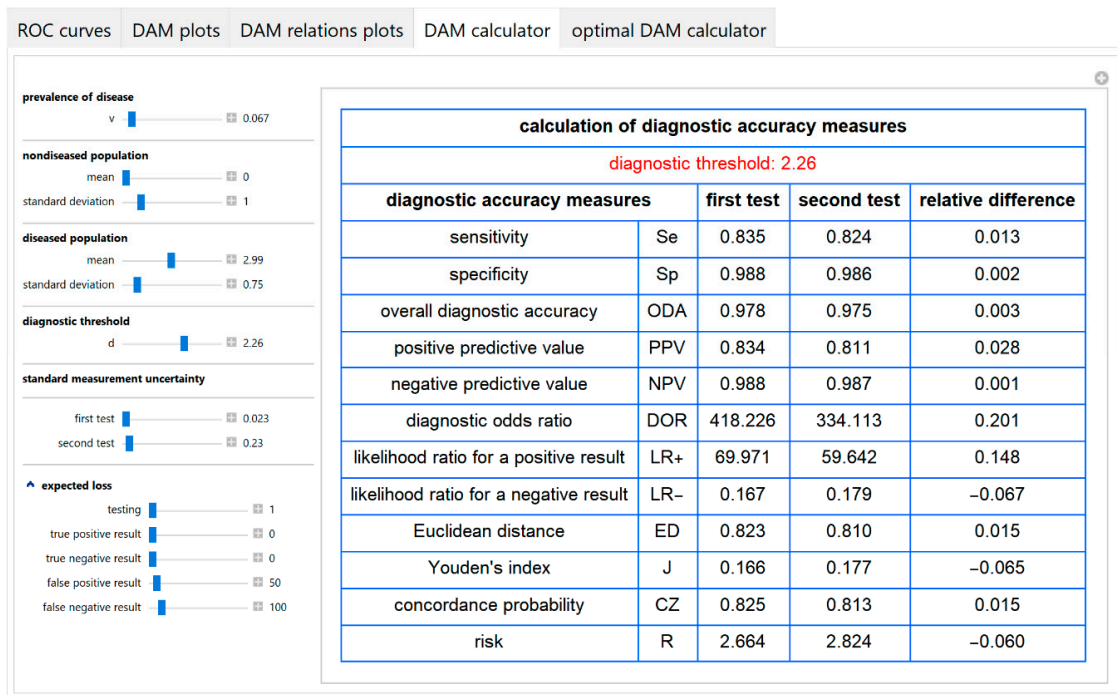 ROC curves DAM plots DAM relations plots DAM calculator optimal DAM calculator
prevalence of disease
v 0.067
nondiseased population
mean 0
standard deviation 1
diseased population
mean 2.99
standard deviation 0.75
diagnostic threshold
d 2.26
standard measurement uncertainty
first test 0.023
second test 0.23
expected loss
testing 1
true positive result 0
true negative result 0
false positive result 50
false negative result 100
calculation of diagnostic accuracy measures
diagnostic threshold: 2.26
diagnostic accuracy measures first test second test relative difference
sensitivity Se 0.835 0.824 0.013
specificity Sp 0.988 0.986 0.002
overall diagnostic accuracy ODA 0.978 0.975 0.003
positive predictive value PPV 0.834 0.811 0.028
negative predictive value NPV 0.988 0.987 0.001
diagnostic odds ratio DOR 418.226 334.113 0.201
likelihood ratio for a positive result LR+ 69.971 59.642 0.148
likelihood ratio for a negative result LR− 0.167 0.179 −0.067
Euclidean distance ED 0.823 0.810 0.015
Youden's index J 0.166 0.177 −0.065
concordance probability CZ 0.825 0.813 0.015
risk R 2.664 2.824 −0.060